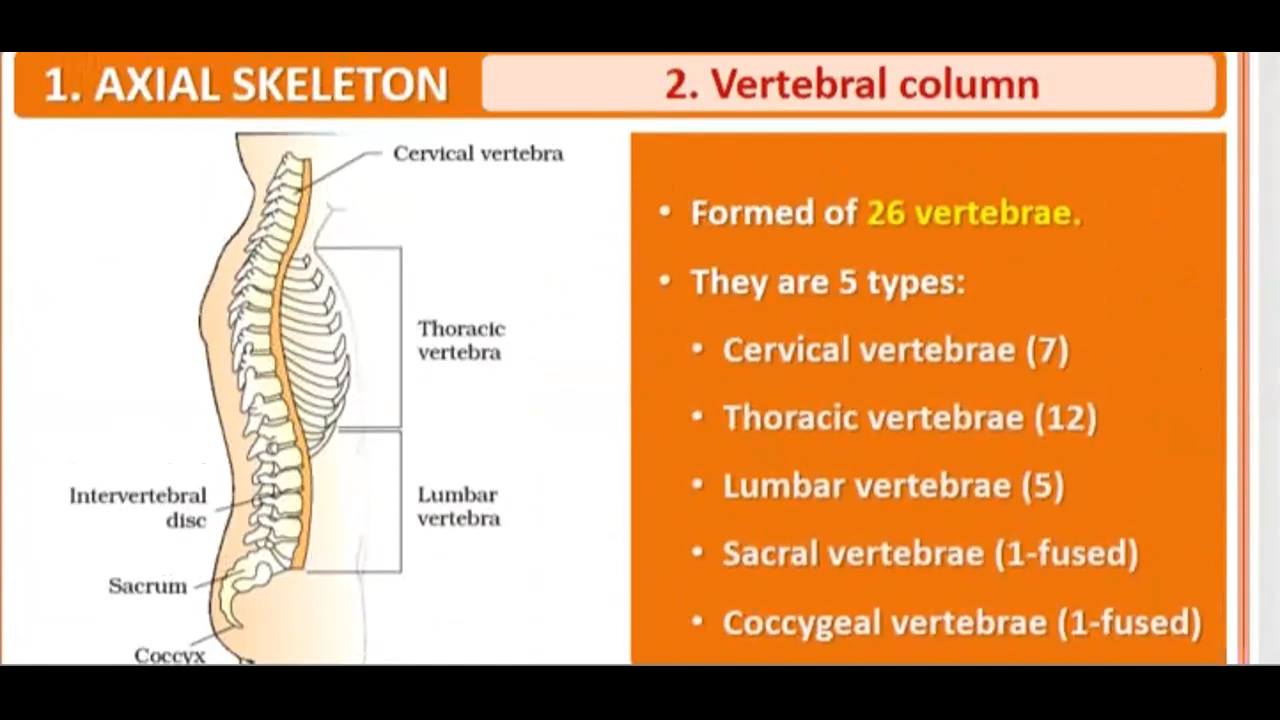 1. AXIAL SKELETON
2. Vertebral column
Cervical vertebra
Thoracic
vertebra
Intervertebral
disc
Lumbar
vertebra
Sacrum
Coccyx
• Formed of 26 vertebrae.
• They are 5 types:
• Cervical vertebrae (7)
• Thoracic vertebrae (12)
• Lumbar vertebrae (5)
• Sacral vertebrae (1-fused)
• Coccygeal vertebrae (1-fused)